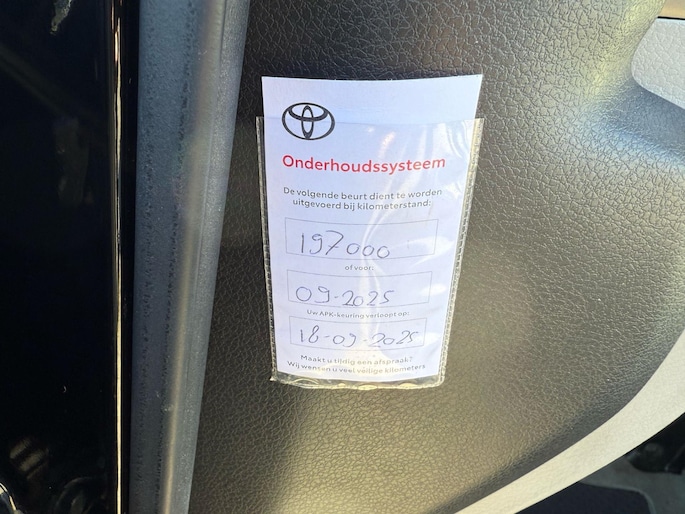 Onderhoudssysteem
De volgende beurt dient te worden
uitgevoerd bij kilometerstand:
197000
of voor:
09-2025
Uw APK-keuring verloopt op:
18-09-2025
Maakt u tijdig een afspraak?
Wij wensen u veel veilige kilometers